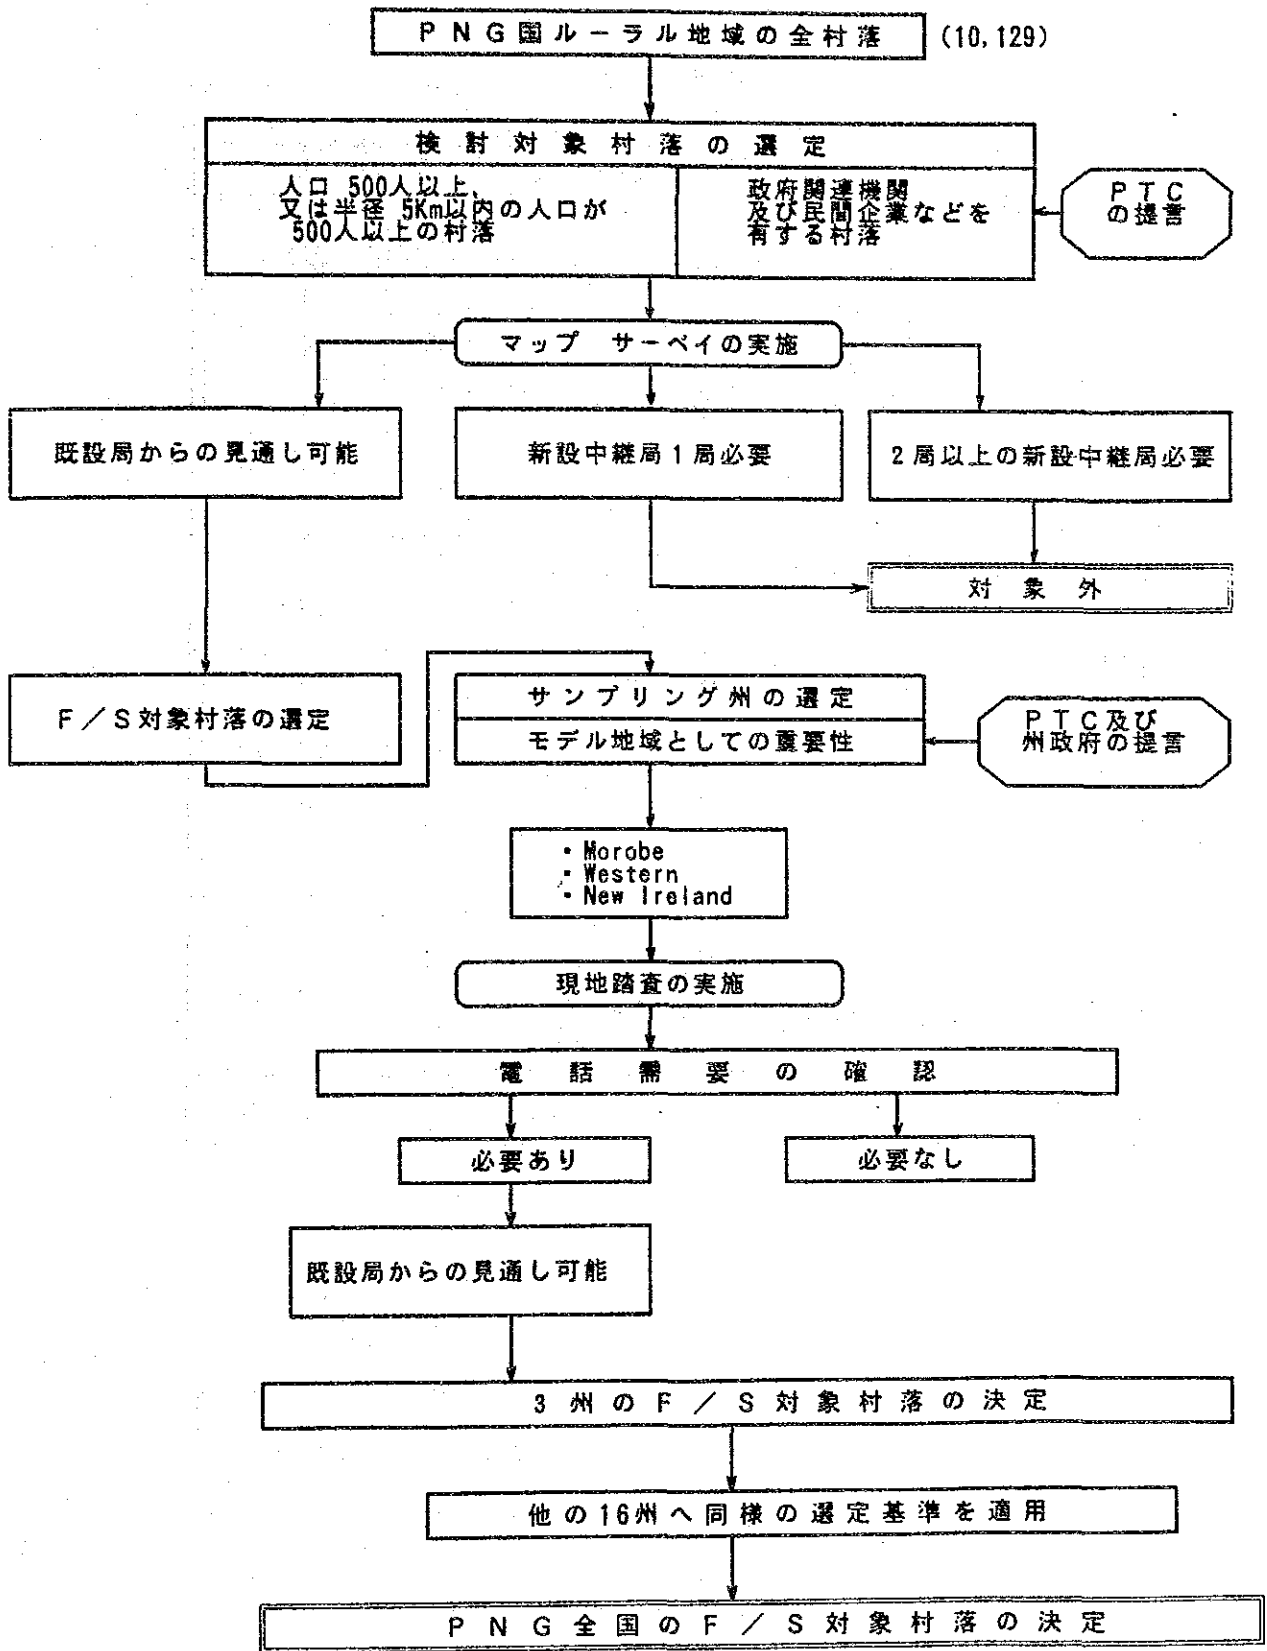 PNG国ルーラル地域の全村落 (10,129)
検討対象村落の選定
人口 500人以上、
又は半径 5Km以内の人口が
500人以上の村落
政府関連機関
及び民間企業などを
有する村落
PTC
の提言
マップ サーベイの実施
既設局からの見通し可能
新設中継局1局必要
2局以上の新設中継局必要
対象外
F/S対象村落の選定
サンプリング州の選定
モデル地域としての重要性
PTC及び
州政府の提言
・Morobe
・Western
・New Ireland
現地踏査の実施
電話需要の確認
必要あり
必要なし
既設局からの見通し可能
3州のF/S対象村落の決定
他の16州へ同様の選定基準を適用
PNG全国のF/S対象村落の決定